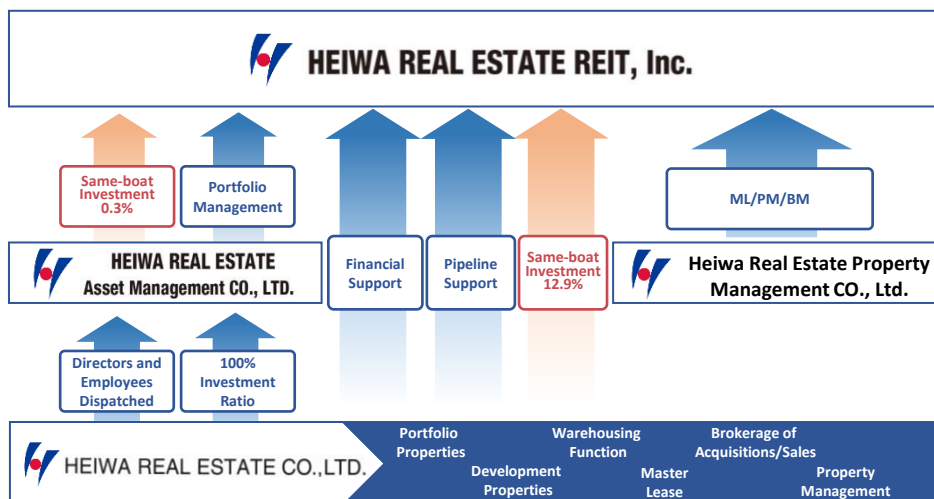 HEIWA REAL ESTATE REIT, Inc.
Same-boat
Investment
0.3%
Portfolio
Management
ML/PM/BM
HEIWA REAL ESTATE
Asset Management CO., LTD.
Financial
Support
Pipeline
Support
Same-boat
Investment
12.9%
Heiwa Real Estate Property
Management CO., Ltd.
Directors and
Employees
Dispatched
100%
Investment
Ratio
HEIWA REAL ESTATE CO.,LTD.
Portfolio
Properties
Development
Properties
Warehousing
Function
Master
Lease
Brokerage of
Acquisitions/Sales
Property
Management